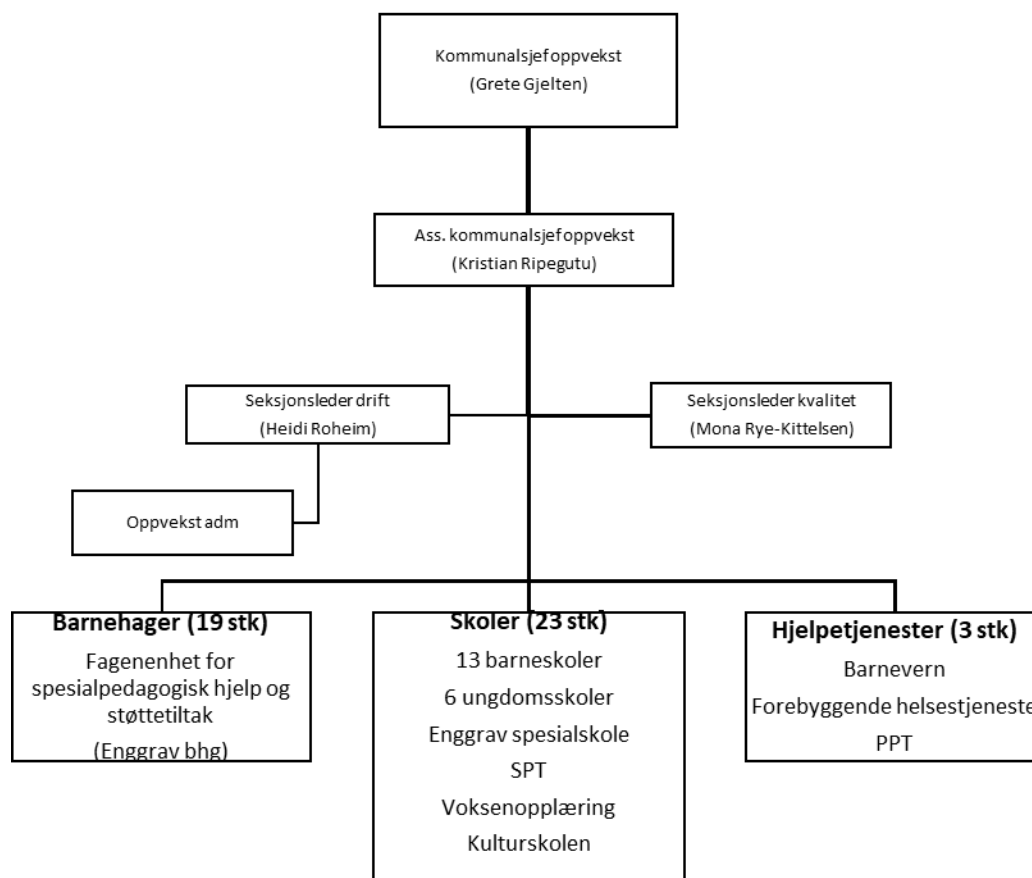 Kommunalsjef oppvekst
(Grete Gjelten)
Ass. kommunalsjef oppvekst
(Kristian Ripegutu)
Seksjonsleder drift
(Heidi Roheim)
Seksjonsleder kvalitet
(Mona Rye-Kittelsen)
Oppvekst adm
Barnehager (19 stk)
Fagenenhet for
spesialpedagogisk hjelp og
støttetiltak
(Enggrav bhg)
Skoler (23 stk)
13 barneskoler
6 ungdomsskoler
Enggrav spesialskole
SPT
Voksenopplæring
Kulturskolen
Hjelpetjenester (3 stk)
Barnevern
Forebyggende helsestjeneste
PPT